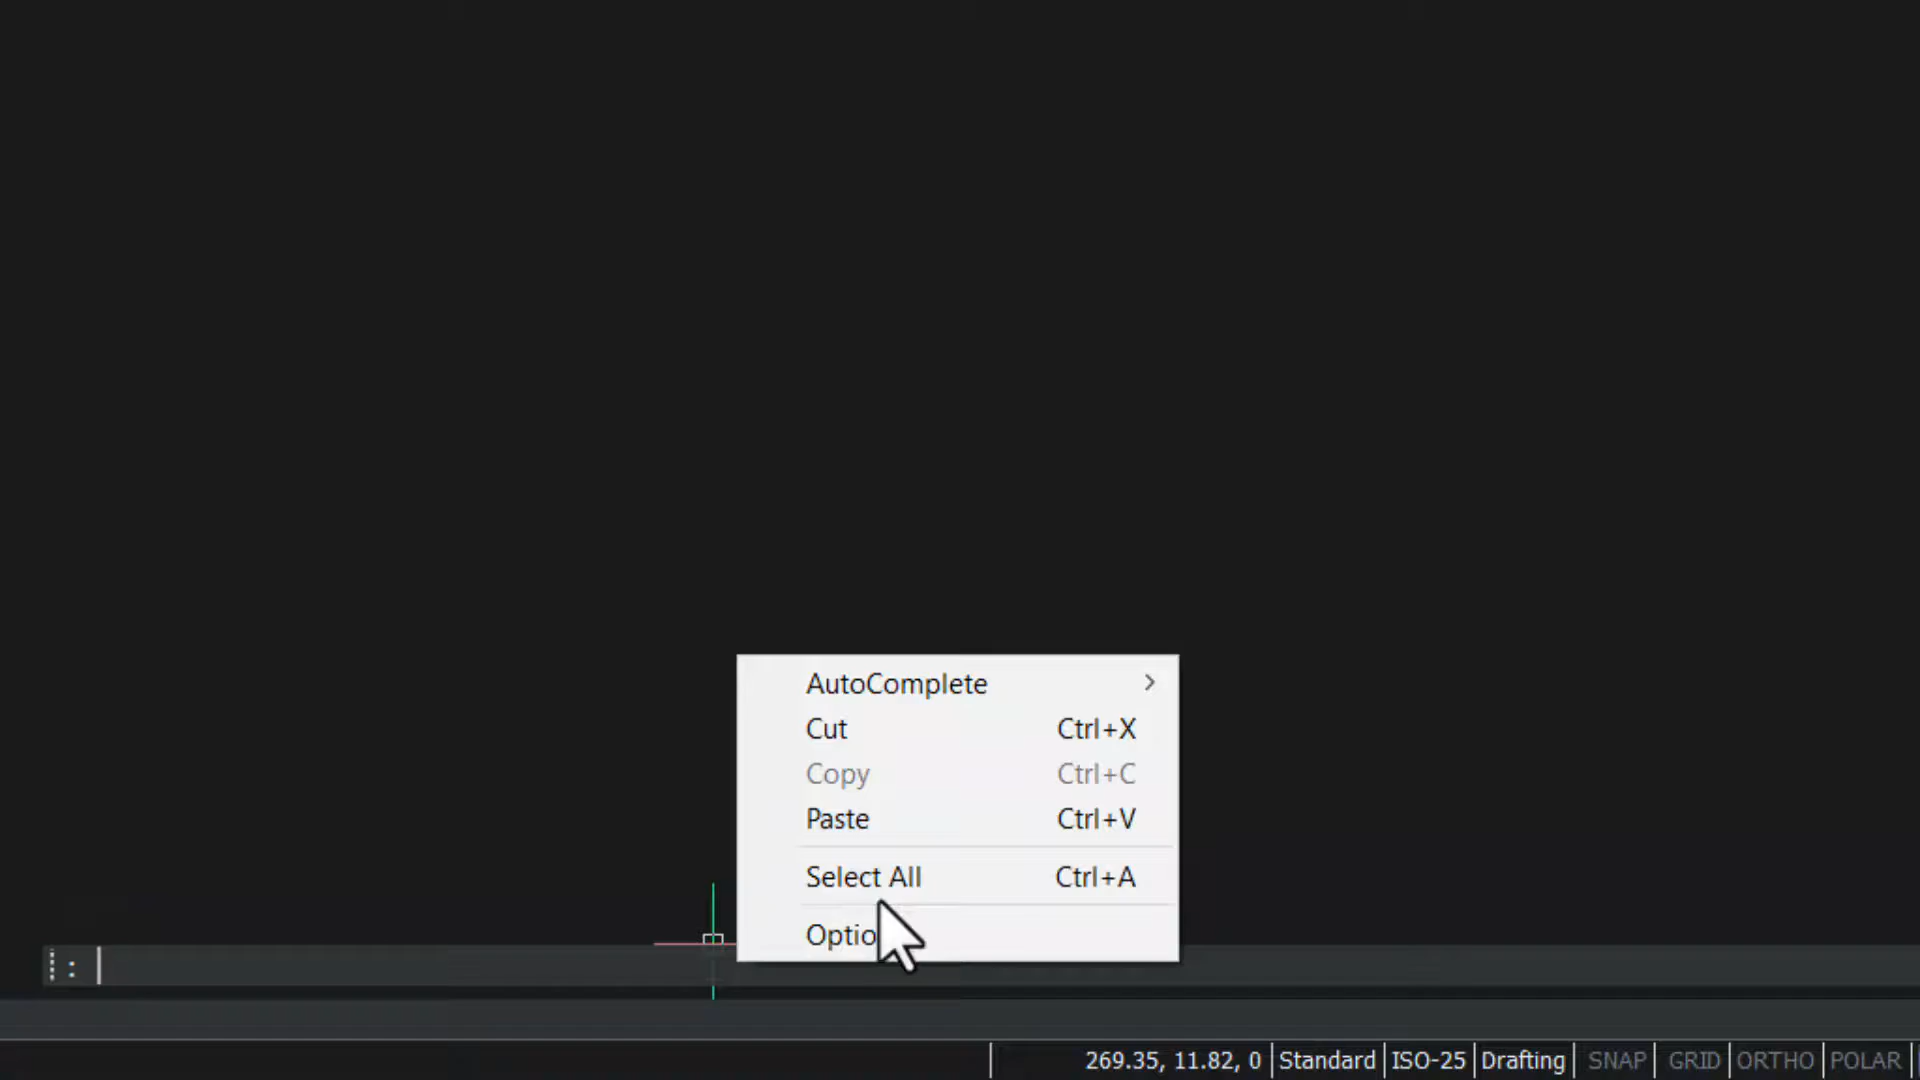 AutoComplete
Cut Ctrl+X
Copy Ctrl+C
Paste Ctrl+V
Select All Ctrl+A
Optio
:
269.35, 11.82, 0 Standard ISO-25 Drafting SNAP GRID ORTHO POLAR